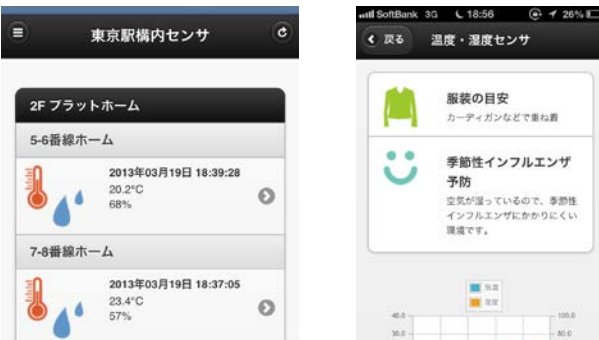 東京駅構内センサ
2F プラットホーム
5-6番線ホーム
2013年03月19日 18:39:28
20.2°C
68%
7-8番線ホーム
2013年03月19日 18:37:05
23.4°C
57%
SoftBank 3G 18:56 26%
戻る 温度・湿度センサ
服装の目安
カーディガンなどで重ね着
季節性インフルエンザ
予防
空気が湿っているので、季節性
インフルエンザにかかりにくい
環境です。
気温
湿度
40.0 100.0
30.0 80.0